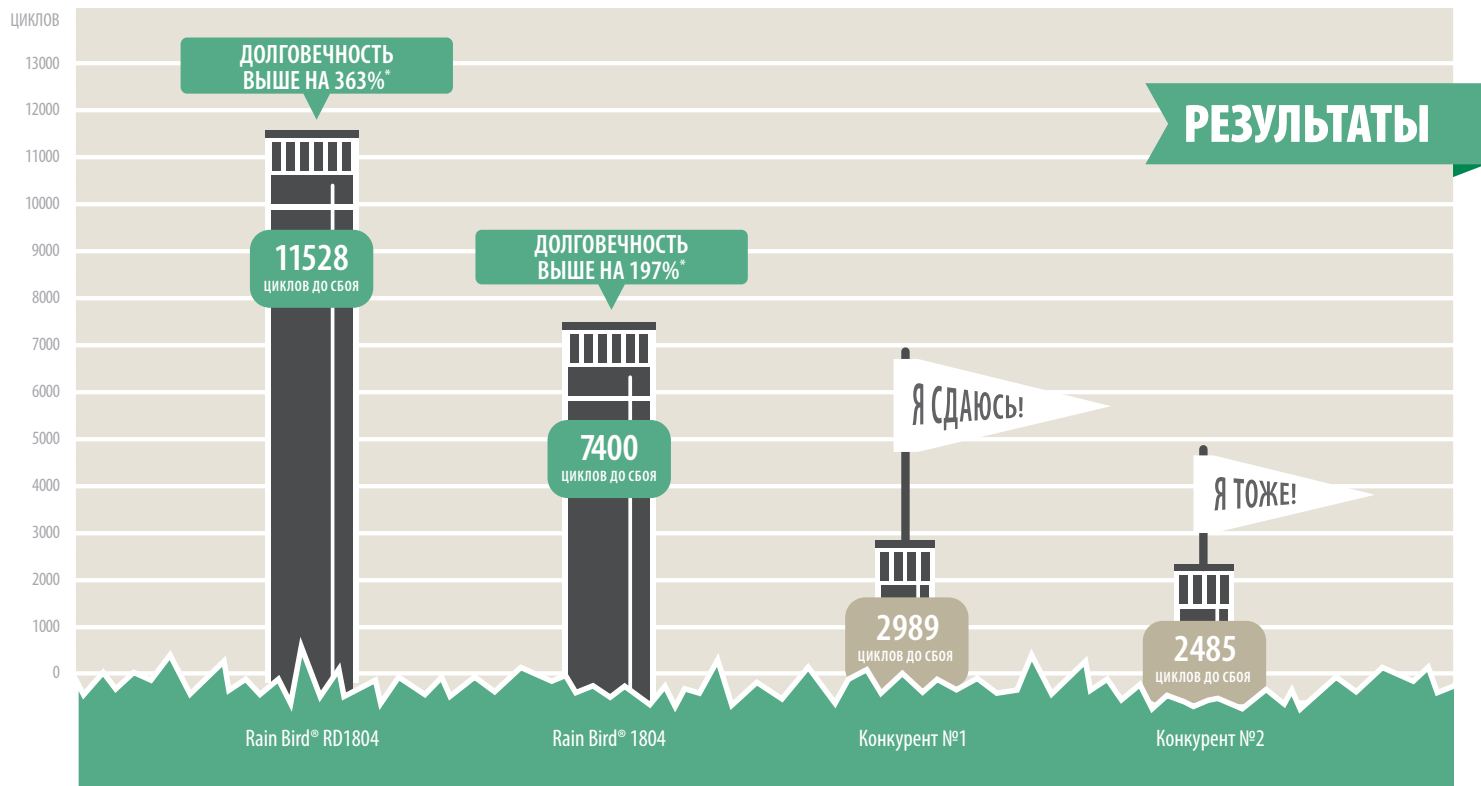 ЦИКЛОВ
13000
12000
11000
10000
9000
8000
7000
6000
5000
4000
3000
2000
1000
0
РЕЗУЛЬТАТЫ
ДОЛГОВЕЧНОСТЬ
ВЫШЕ НА 363%*
11528
ЦИКЛОВ ДО СБОЯ
ДОЛГОВЕЧНОСТЬ
ВЫШЕ НА 197%*
7400
ЦИКЛОВ ДО СБОЯ
Я СДАЮСЬ!
2989
ЦИКЛОВ ДО СБОЯ
Я ТОЖЕ!
2485
ЦИКЛОВ ДО СБОЯ
Rain Bird® RD1804
Rain Bird® 1804
Конкурент №1
Конкурент №2